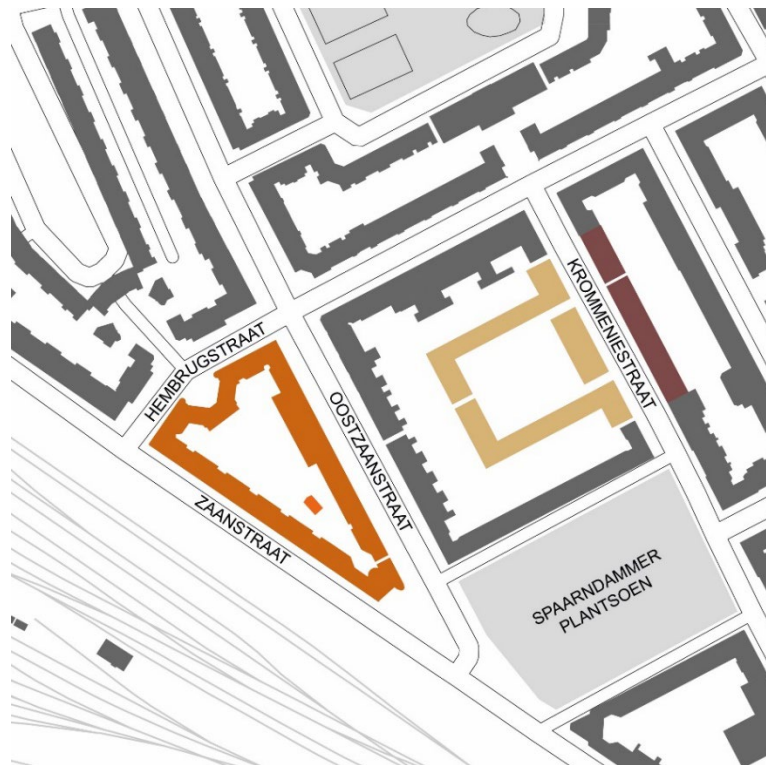 HEMBRUGSTRAAT
KROMMENIESTRAAT
OOSTZAANSTRAAT
ZAANSTRAAT
SPAARNDAMMER
PLANTSOEN